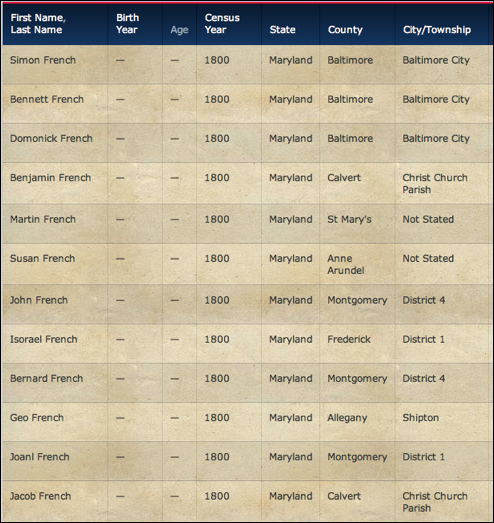 First Name, Last Name Birth Year Age Census Year State County City/Township
Simon French — — 1800 Maryland Baltimore Baltimore City
Bennett French — — 1800 Maryland Baltimore Baltimore City
Domonick French — — 1800 Maryland Baltimore Baltimore City
Benjamin French — — 1800 Maryland Calvert Christ Church Parish
Martin French — — 1800 Maryland St Mary's Not Stated
Susan French — — 1800 Maryland Anne Arundel Not Stated
John French — — 1800 Maryland Montgomery District 4
Isorael French — — 1800 Maryland Frederick District 1
Bernard French — — 1800 Maryland Montgomery District 4
Geo French — — 1800 Maryland Allegany Shipton
Joanl French — — 1800 Maryland Montgomery District 1
Jacob French — — 1800 Maryland Calvert Christ Church Parish